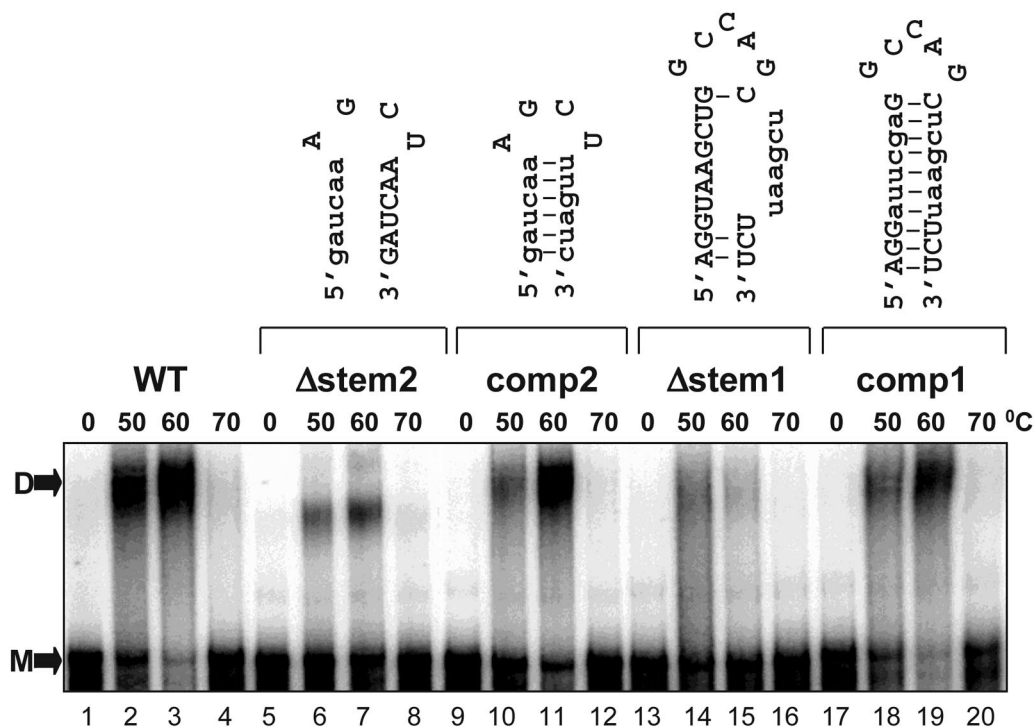 A G C U
5'gaucaa
3'GAUCAA
A G C U
5'gaucaa
3'cuaguu
G C C A G
5'AGGUAAGCUG
3'UCU
uaagcu
C
G C C A G
5'AGGauucgaG
3'UCUuaagcuC
WT Δstem2 comp2 Δstem1 comp1
0 50 60 70 0 50 60 70 0 50 60 70 0 50 60 70 0 50 60 70 ⁰C
D
M
1 2 3 4 5 6 7 8 9 10 11 12 13 14 15 16 17 18 19 20